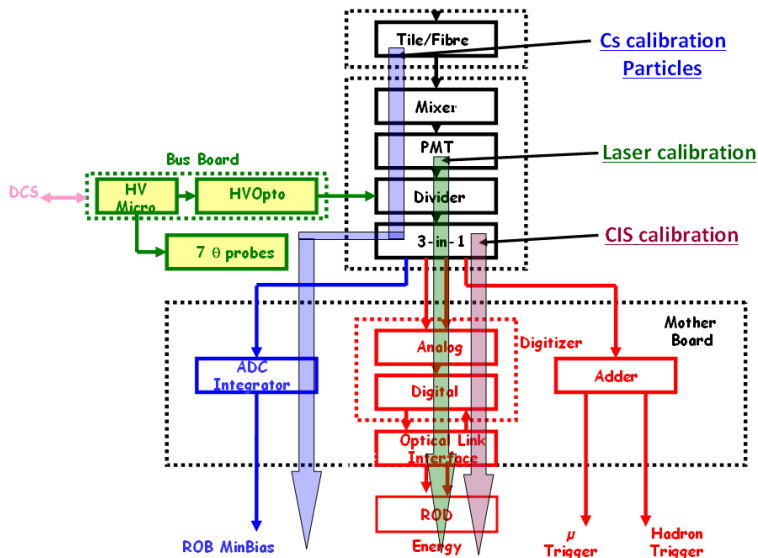 Tile/Fibre
Cs calibration
Particles
Mixer
PMT
Laser calibration
Bus Board
DCS
HV
Micro
HVOpto
Divider
3-in-1
CIS calibration
7 θ probes
Mother
Board
Analog
Digitizer
ADC
Integrator
Digital
Adder
Optical Link
Interface
ROD
ROB MinBias
Energy
μ
Trigger
Hadron
Trigger